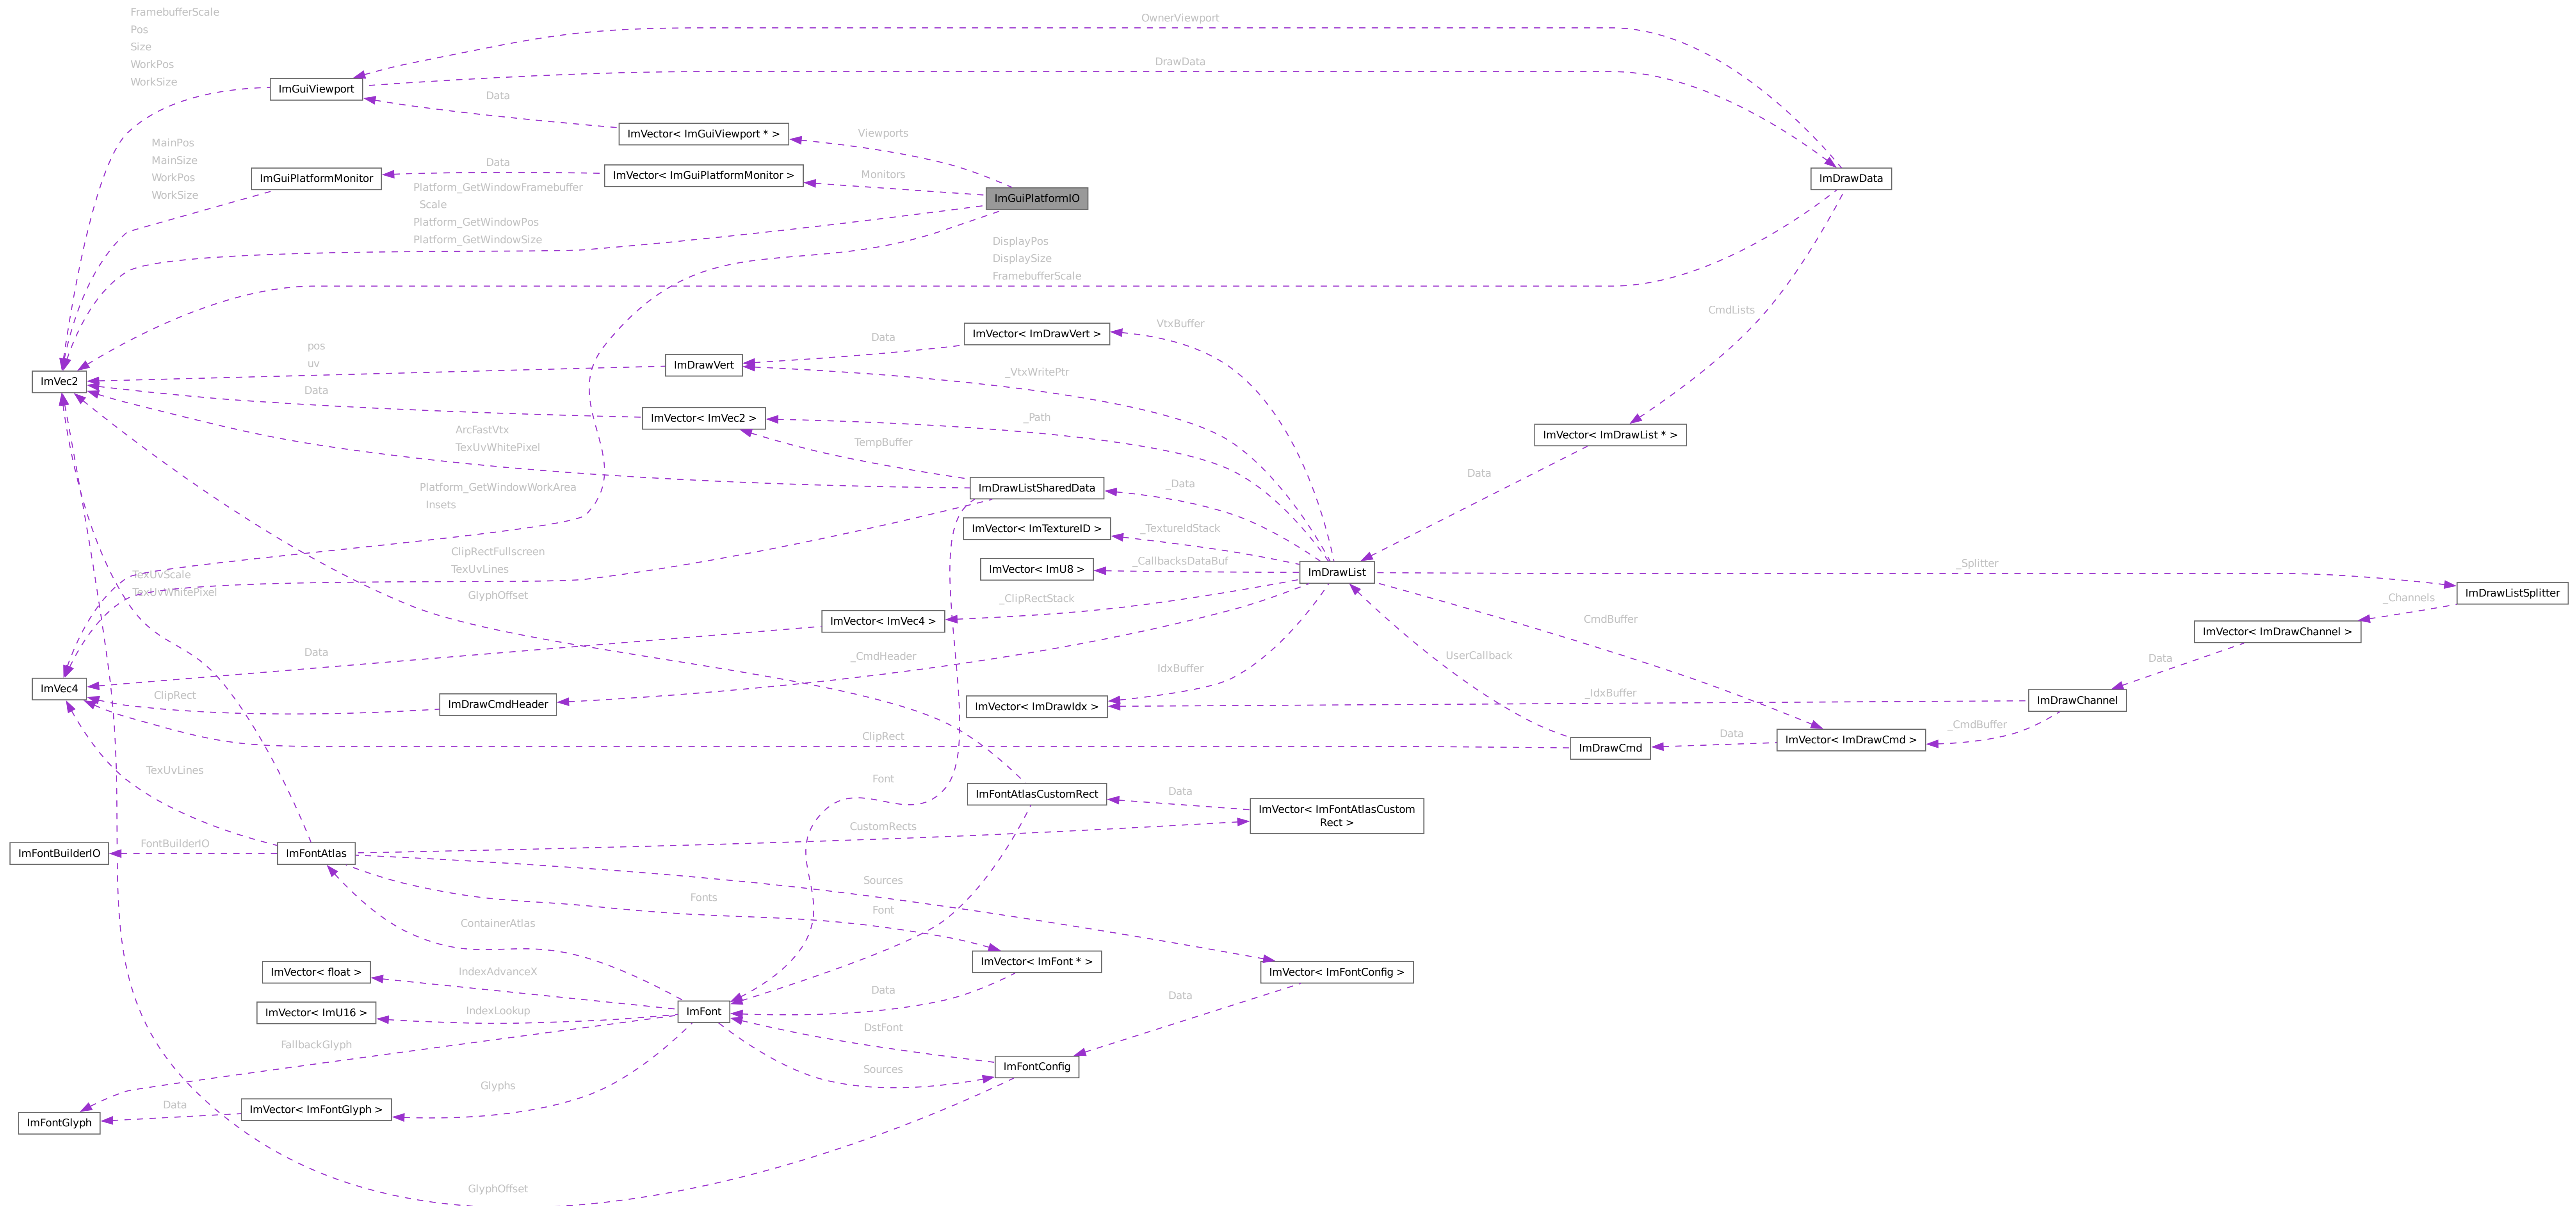 FramebufferScale
Pos
Size
WorkPos
WorkSize
OwnerViewport
DrawData
ImGuiViewport
Data
ImVector< ImGuiViewport * >
Viewports
MainPos
MainSize
WorkPos
WorkSize
ImGuiPlatformMonitor
Data
ImVector< ImGuiPlatformMonitor >
Monitors
ImGuiPlatformIO
ImDrawData
Platform_GetWindowFramebuffer
Scale
Platform_GetWindowPos
Platform_GetWindowSize
DisplayPos
DisplaySize
FramebufferScale
CmdLists
ImVector< ImDrawVert >
VtxBuffer
Data
pos
uv
ImDrawVert
_VtxWritePtr
ImVec2
Data
ImVector< ImVec2 >
_Path
ArcFastVtx
TexUvWhitePixel
TempBuffer
ImVector< ImDrawList * >
Data
Platform_GetWindowWorkArea
Insets
ImDrawListSharedData
_Data
ImVector< ImTextureID >
_TextureIdStack
ClipRectFullscreen
TexUvLines
ImVector< ImU8 >
_CallbacksDataBuf
ImDrawList
_Splitter
ImDrawListSplitter
TexUvScale
TexUvWhitePixel
GlyphOffset
_ClipRectStack
_Channels
ImVector< ImVec4 >
CmdBuffer
ImVector< ImDrawChannel >
Data
_CmdHeader
IdxBuffer
UserCallback
Data
ImVec4
ClipRect
ImDrawCmdHeader
ImVector< ImDrawIdx >
_IdxBuffer
ImDrawChannel
ClipRect
ImDrawCmd
Data
ImVector< ImDrawCmd >
_CmdBuffer
TexUvLines
Font
ImFontAtlasCustomRect
Data
ImVector< ImFontAtlasCustom
Rect >
CustomRects
ImFontBuilderIO
FontBuilderIO
ImFontAtlas
Sources
Fonts
Font
ContainerAtlas
ImVector< ImFont * >
ImVector< ImFontConfig >
ImVector< float >
IndexAdvanceX
Data
Data
ImVector< ImU16 >
IndexLookup
ImFont
DstFont
FallbackGlyph
Sources
ImFontConfig
Glyphs
Data
ImVector< ImFontGlyph >
ImFontGlyph
GlyphOffset